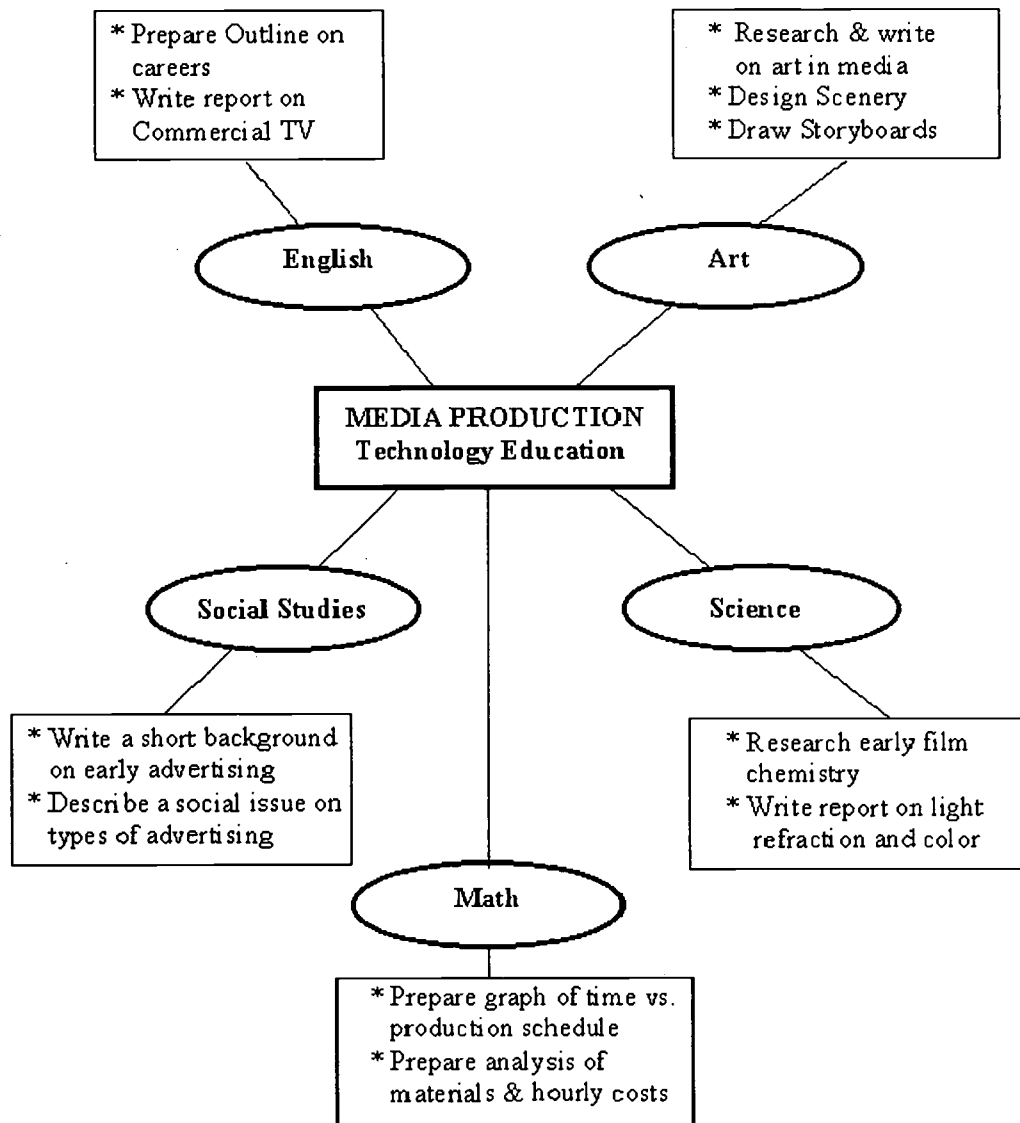 * Prepare Outline on
careers
* Write report on
Commercial TV
* Research & write
on art in media
* Design Scenery
* Draw Storyboards
English
Art
MEDIA PRODUCTION
Technology Education
Social Studies
Science
* Write a short background
on early advertising
* Describe a social issue on
types of advertising
* Research early film
chemistry
* Write report on light
refraction and color
Math
* Prepare graph of time vs.
production schedule
* Prepare analysis of
materials & hourly costs